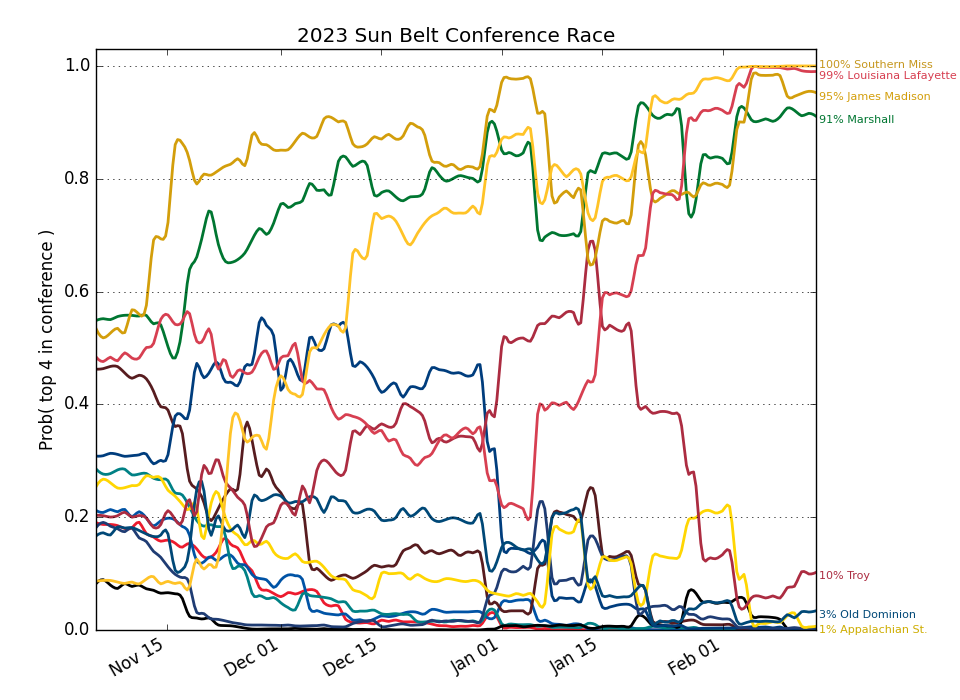 2023 Sun Belt Conference Race
Prob( top 4 in conference )
1.0
0.8
0.6
0.4
0.2
0.0
Nov 15
Dec 01
Dec 15
Jan 01
Jan 15
Feb 01
100% Southern Miss
99% Louisiana Lafayette
95% James Madison
91% Marshall
10% Troy
3% Old Dominion
1% Appalachian St.